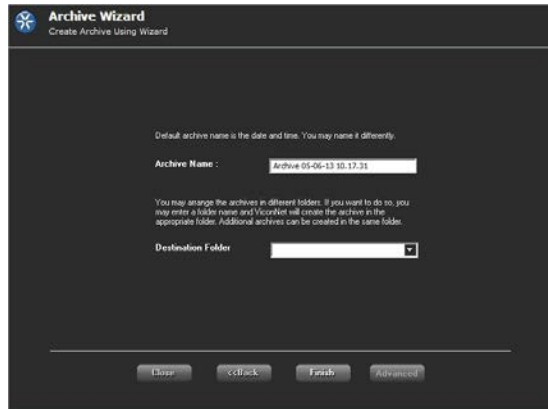 Archive Wizard
Create Archive Using Wizard
Default archive name is the date and time. You may name it differently.
Archive Name :
Archive 05-06-13 10.17.31
You may arrange the archives in different folders. If you want to do so, you
may enter a folder name and ViconNet will create the archive in the
appropriate folder. Additional archives can be created in the same folder.
Destination Folder
Close
<<Back
Finish
Advanced